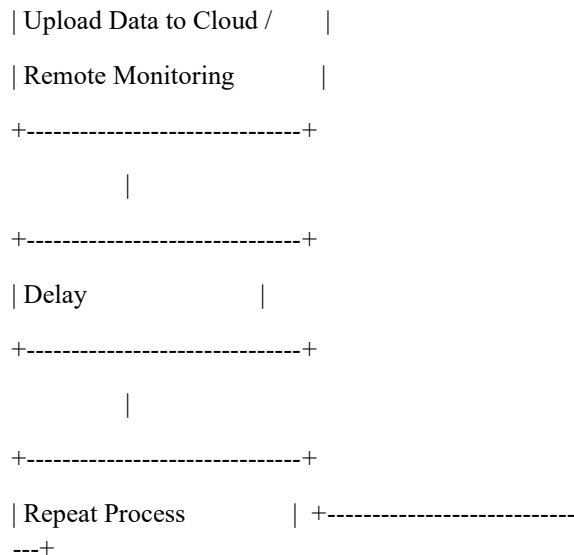 | Upload Data to Cloud / |
| Remote Monitoring |
+-------------------------------+
|
+-------------------------------+
| Delay |
+-------------------------------+
|
+-------------------------------+
| Repeat Process | +----------------------------
---+